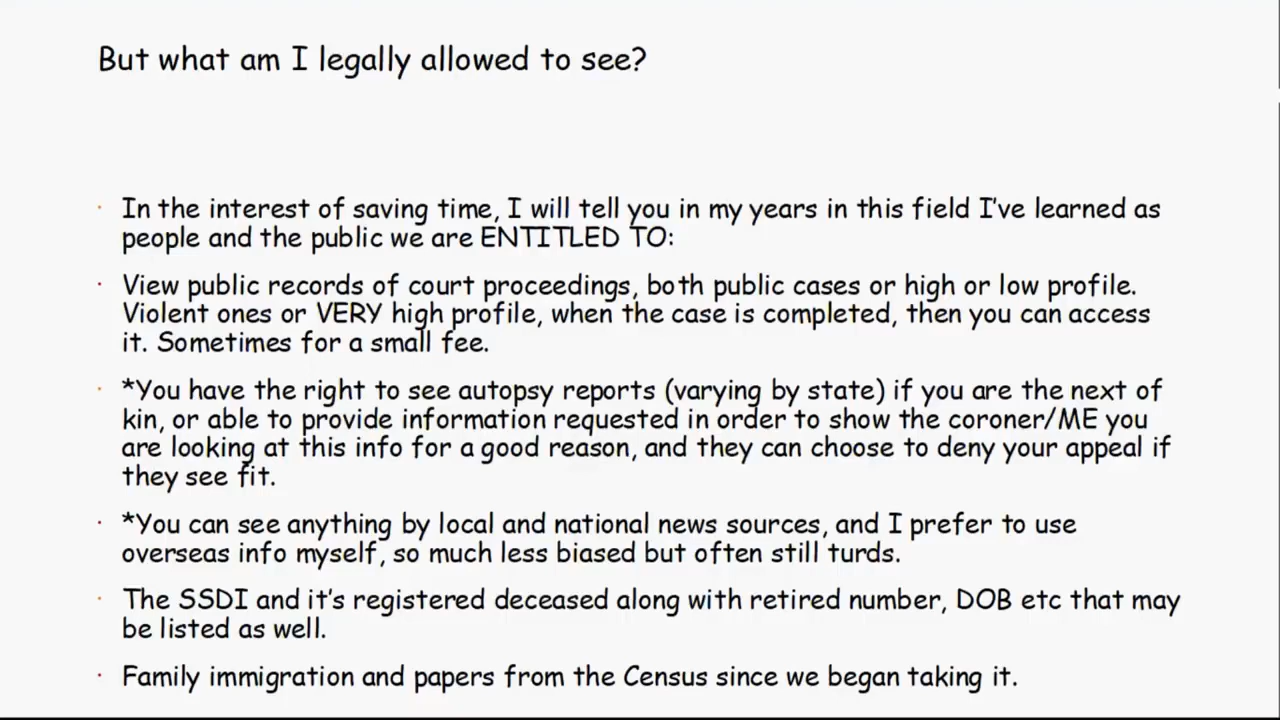 But what am I legally allowed to see?
· In the interest of saving time, I will tell you in my years in this field I've learned as
people and the public we are ENTITLED TO:
· View public records of court proceedings, both public cases or high or low profile.
Violent ones or VERY high profile, when the case is completed, then you can access
it. Sometimes for a small fee.
· *You have the right to see autopsy reports (varying by state) if you are the next of
kin, or able to provide information requested in order to show the coroner/ME you
are looking at this info for a good reason, and they can choose to deny your appeal if
they see fit.
· *You can see anything by local and national news sources, and I prefer to use
overseas info myself, so much less biased but often still turds.
· The SSDI and it's registered deceased along with retired number, DOB etc that may
be listed as well.
· Family immigration and papers from the Census since we began taking it.